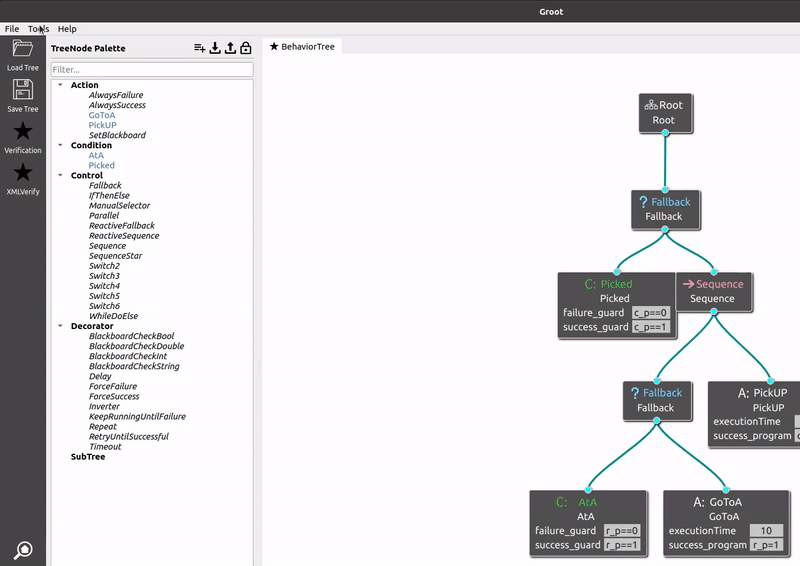 Groot
File Tools Help
Load Tree
Save Tree
Verification
XMLVerify
TreeNode Palette
Filter...
Action
AlwaysFailure
AlwaysSuccess
GoToA
PickUP
SetBlackboard
Condition
AtA
Picked
Control
Fallback
IfThenElse
ManualSelector
Parallel
ReactiveFallback
ReactiveSequence
Sequence
SequenceStar
Switch2
Switch3
Switch4
Switch5
Switch6
WhileDoElse
Decorator
BlackboardCheckBool
BlackboardCheckDouble
BlackboardCheckInt
BlackboardCheckString
Delay
ForceFailure
ForceSuccess
Inverter
KeepRunningUntilFailure
Repeat
RetryUntilSuccessful
Timeout
SubTree
BehaviorTree
Root
Root
? Fallback
Fallback
C: Picked
Picked
failure_guard c_p==0
success_guard c_p==1
Sequence
Sequence
? Fallback
Fallback
A: PickUP
PickUP
executionTime
success_program
C: AtA
AtA
failure_guard r_p==0
success_guard r_p==1
A: GoToA
GoToA
executionTime 10
success_program r_p=1